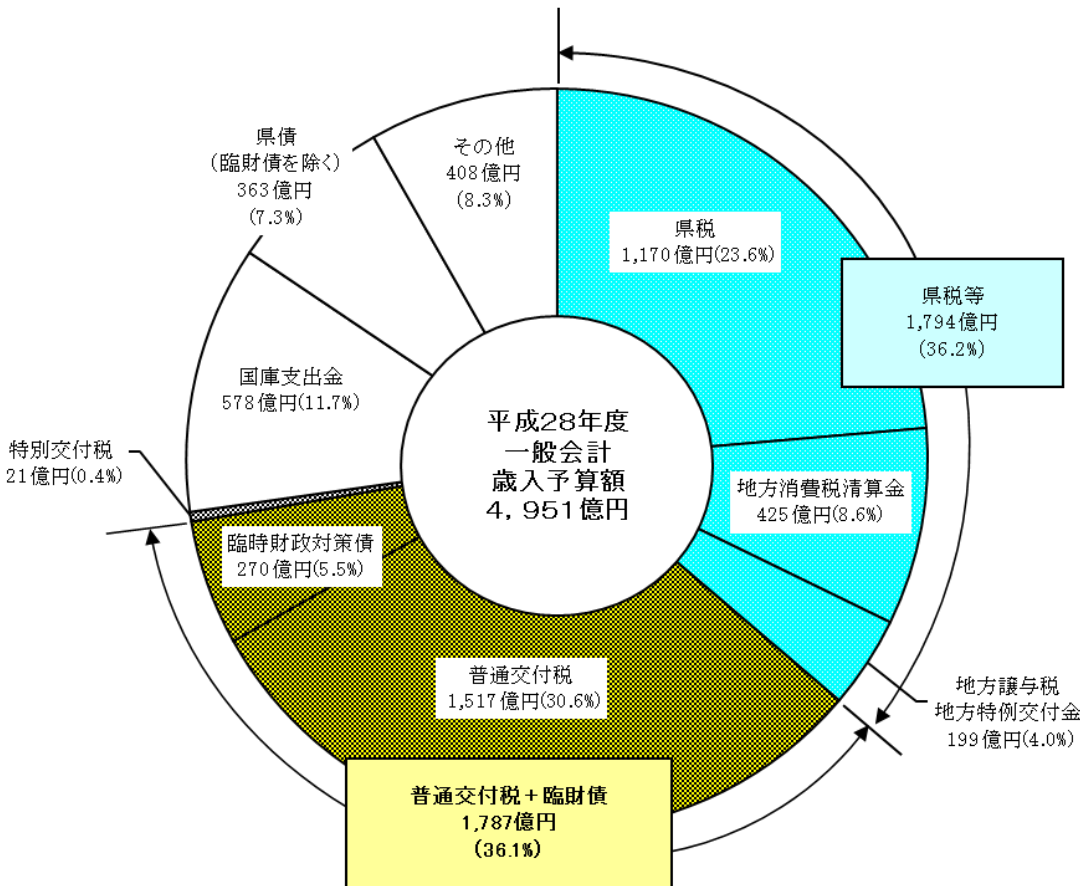 平成28年度
一般会計
歳入予算額
4,951億円
県税
1,170億円(23.6%)
県税等
1,794億円
(36.2%)
地方消費税清算金
425億円(8.6%)
地方譲与税
地方特例交付金
199億円(4.0%)
普通交付税
1,517億円(30.6%)
普通交付税+臨財債
1,787億円
(36.1%)
臨時財政対策債
270億円(5.5%)
特別交付税
21億円(0.4%)
国庫支出金
578億円(11.7%)
県債
(臨財債を除く)
363億円
(7.3%)
その他
408億円
(8.3%)